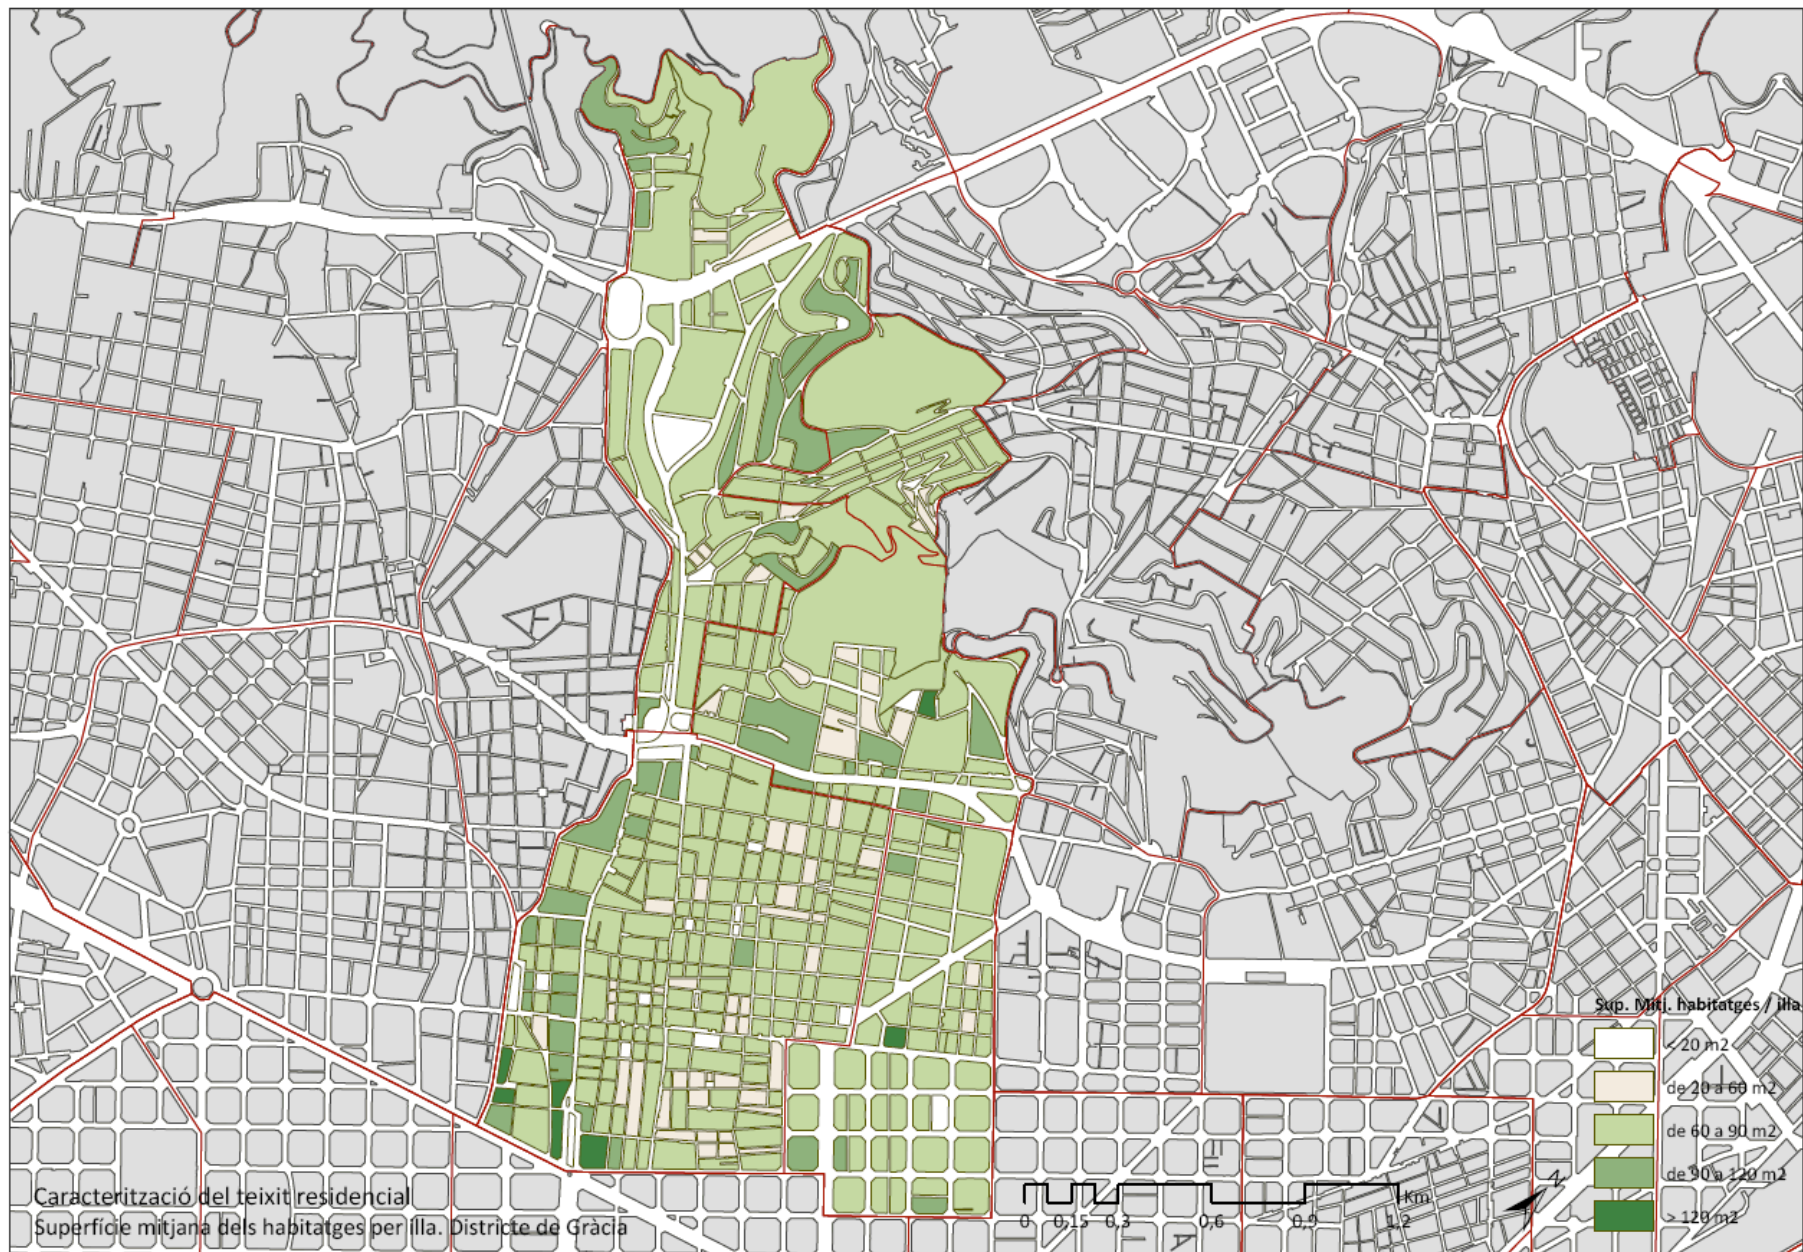 Sup. Mitj. habitatges / illa
< 20 m2
de 20 a 60 m2
de 60 a 90 m2
de 90 a 120 m2
> 120 m2
N
Km
0 0,15 0,3 0,6 0,9 1,2
Caracterització del teixit residencial
Superfície mitjana dels habitatges per illa. Districte de Gràcia